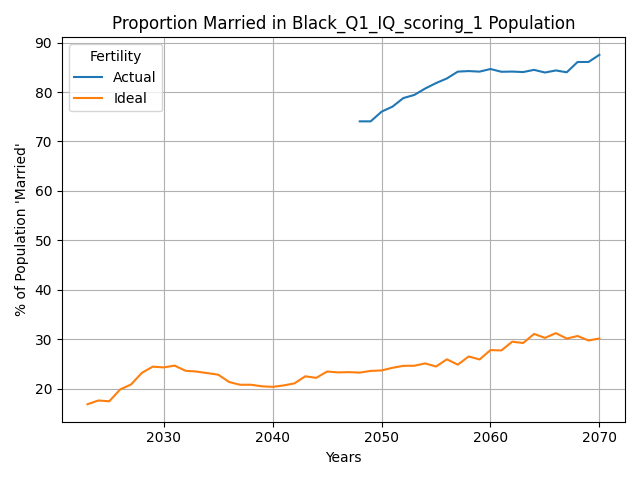 Proportion Married in Black_Q1_IQ_scoring_1 Population
Fertility
Actual
Ideal
% of Population 'Married'
90
80
70
60
50
40
30
20
2030
2040
2050
2060
2070
Years